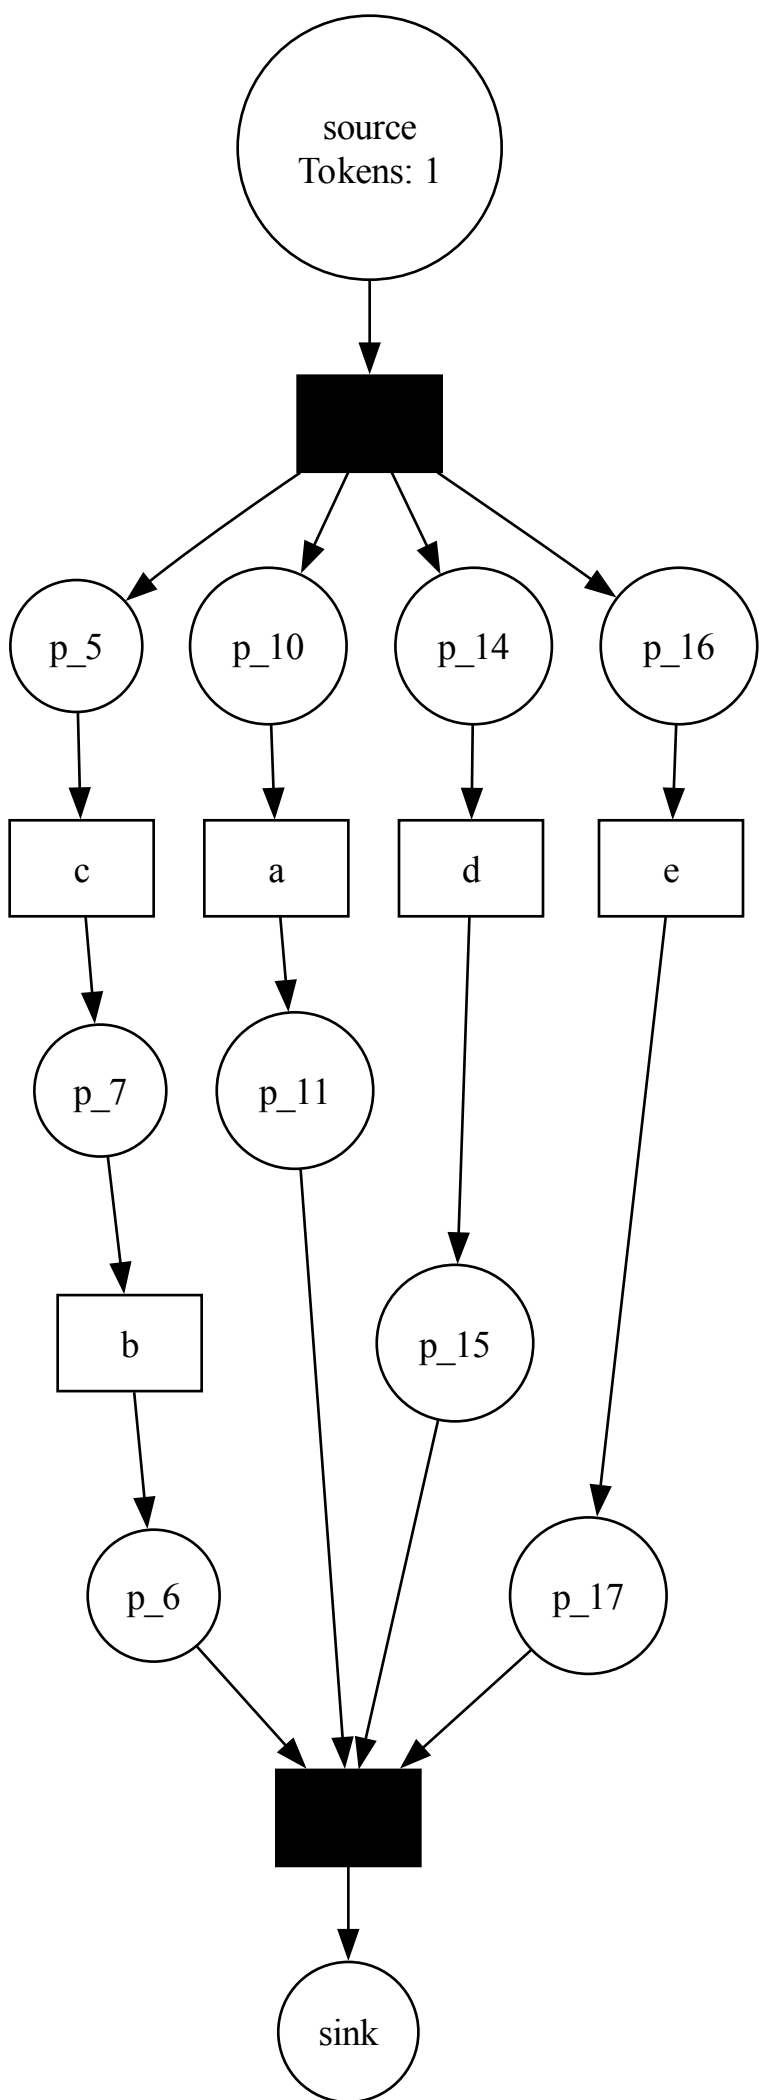 source
Tokens: 1
p_5
p_10
p_14
p_16
c
a
d
e
p_7
p_11
b
p_15
p_6
p_17
sink